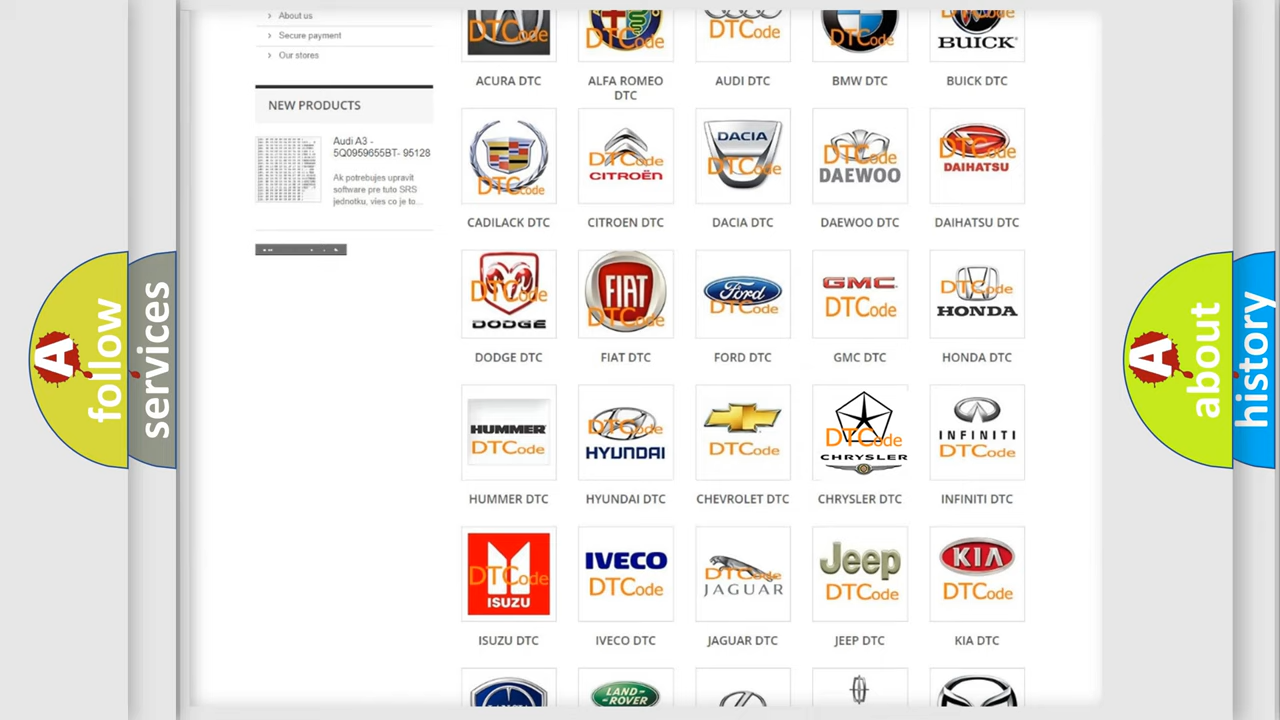 About us
Secure payment
Our stores
NEW PRODUCTS
Audi A3 -
5Q0959655BT- 95128
Ak potrebujes upravit
software pre tuto SRS
jednotku, vies co je to...
DTCode
DTCode
DTCode
DTCode
BUICK
ACURA DTC
ALFA ROMEO
DTC
AUDI DTC
BMW DTC
BUICK DTC
DTCode
DTCode
CITROËN
DACIA
DTCode
DTCode
DAEWOO
DTCode
DAIHATSU
CADILACK DTC
CITROEN DTC
DACIA DTC
DAEWOO DTC
DAIHATSU DTC
DTCode
DODGE
FIAT
DTCode
Ford
DTCode
GMC
DTCode
DTCode
HONDA
DODGE DTC
FIAT DTC
FORD DTC
GMC DTC
HONDA DTC
HUMMER
DTCode
DTCode
HYUNDAI
DTCode
DTCode
CHRYSLER
INFINITI
DTCode
HUMMER DTC
HYUNDAI DTC
CHEVROLET DTC
CHRYSLER DTC
INFINITI DTC
DTCode
ISUZU
IVECO
DTCode
DTCode
JAGUAR
Jeep
DTCode
KIA
DTCode
ISUZU DTC
IVECO DTC
JAGUAR DTC
JEEP DTC
KIA DTC
LAND-
ROVER
A
follow
services
A
about
history